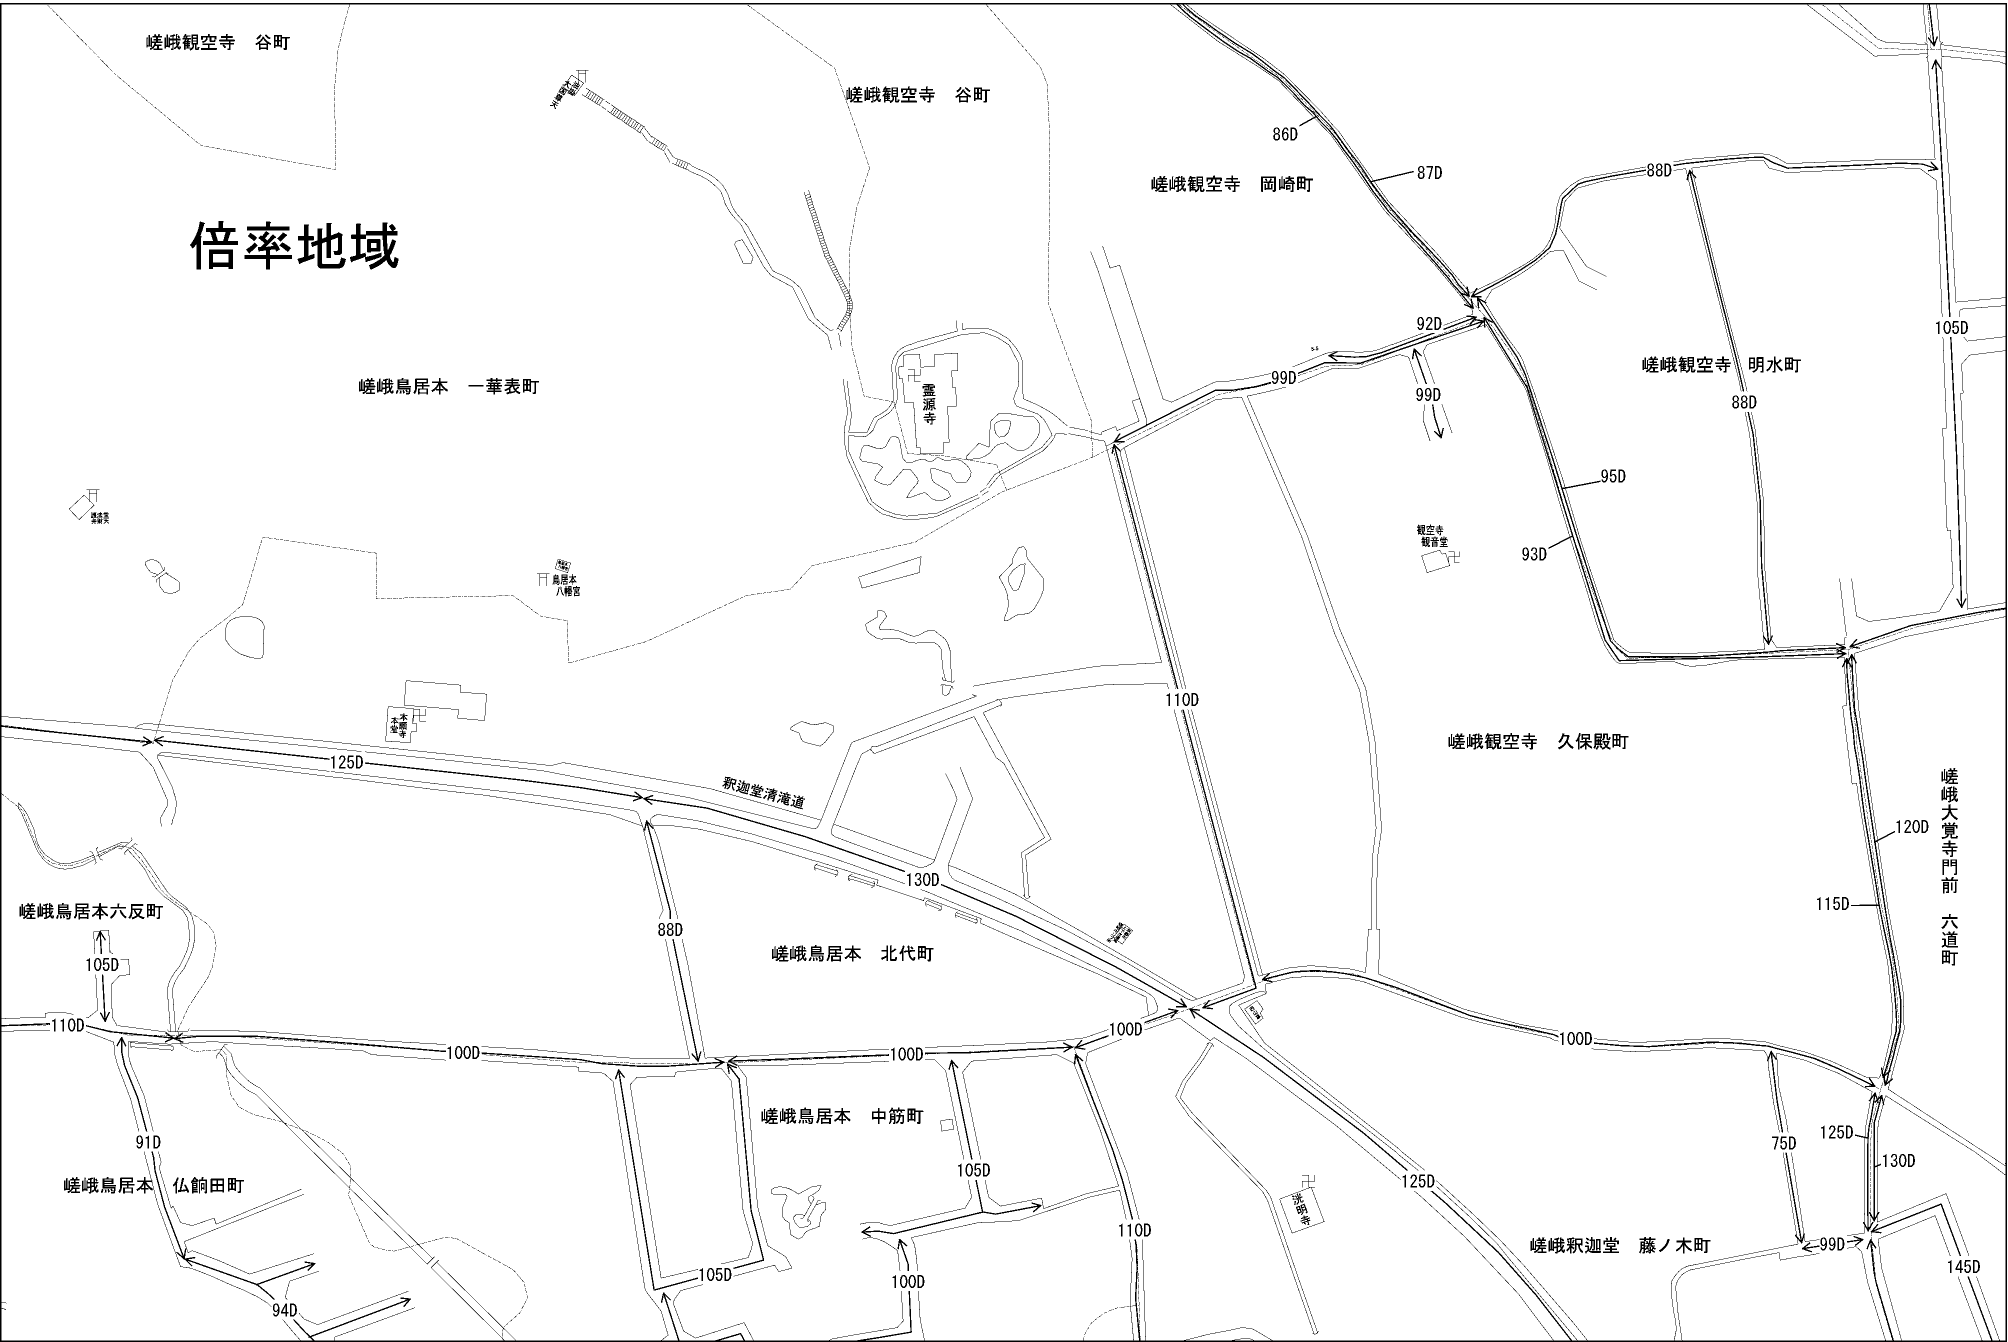 嵯峨観空寺　谷町
嵯峨観空寺　谷町
86D
87D
嵯峨観空寺　岡崎町
88D
倍率地域
92D
105D
嵯峨観空寺　明水町
99D
99D
88D
嵯峨鳥居本　一華表町
霊源寺
95D
観空寺
観音堂
93D
鳥居本
八幡宮
110D
本願寺
本堂
嵯峨観空寺　久保殿町
125D
釈迦堂清滝道
嵯峨大覚寺門前　六道町
120D
130D
115D
嵯峨鳥居本六反町
88D
嵯峨鳥居本　北代町
105D
110D
100D
100D
100D
100D
嵯峨鳥居本　中筋町
91D
125D
75D
130D
105D
125D
嵯峨鳥居本　仏餉田町
洸明寺
110D
嵯峨釈迦堂　藤ノ木町
99D
145D
105D
100D
94D